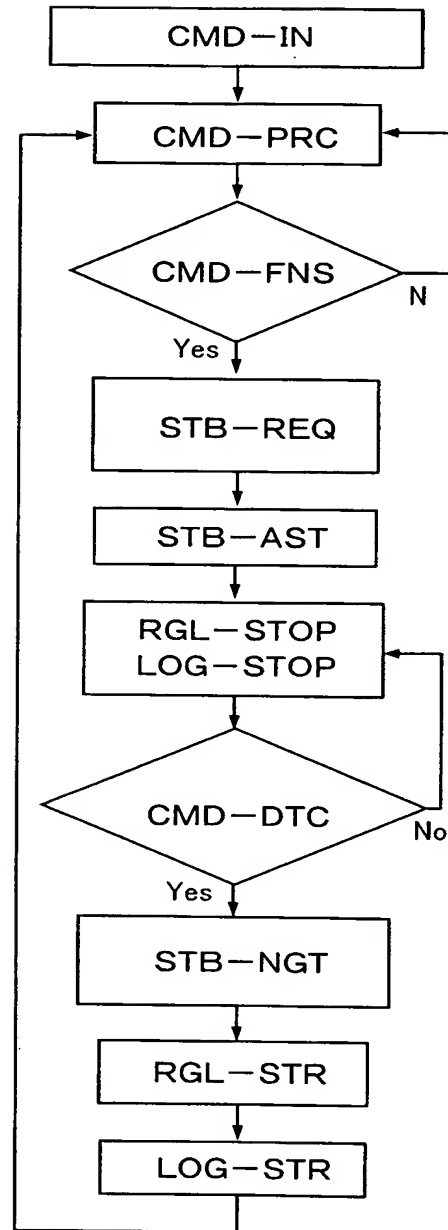 CMD-IN
CMD-PRC
CMD-FNS
N
Yes
STB-REQ
STB-AST
RGL-STOP
LOG-STOP
CMD-DTC
No
Yes
STB-NGT
RGL-STR
LOG-STR